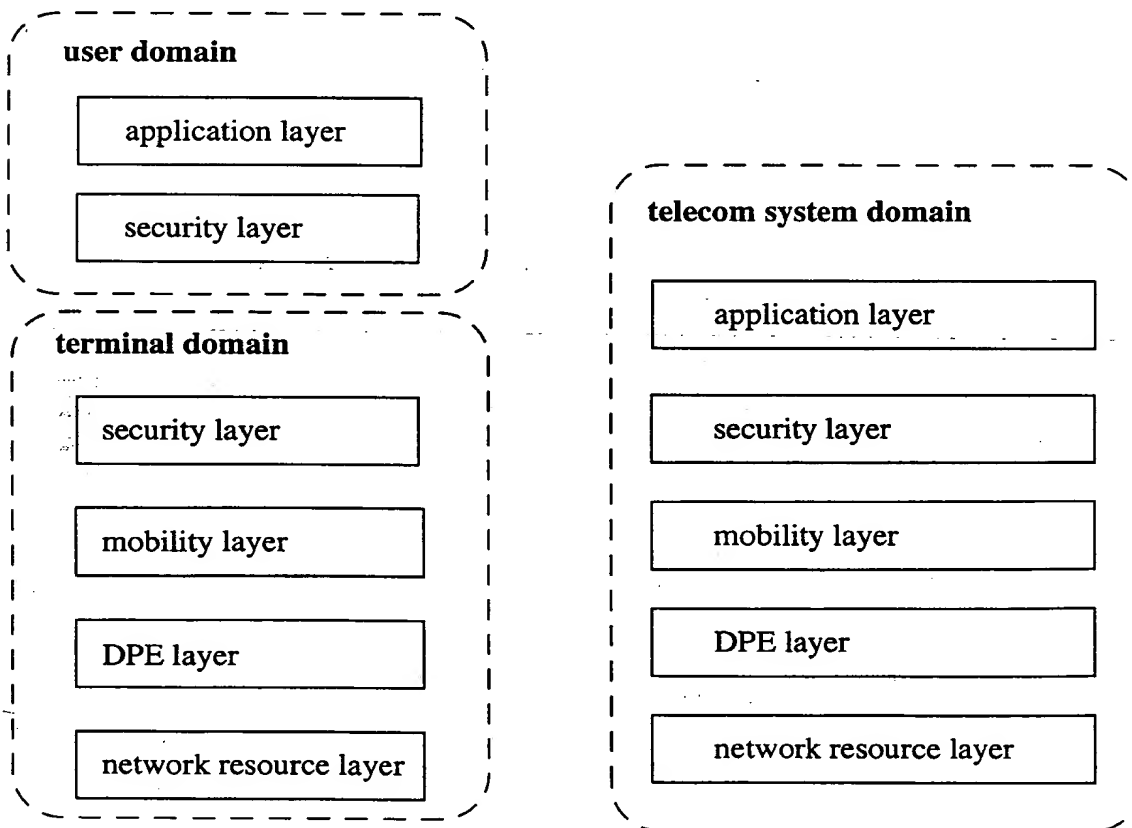 user domain
application layer
security layer
terminal domain
security layer
mobility layer
DPE layer
network resource layer
telecom system domain
application layer
security layer
mobility layer
DPE layer
network resource layer